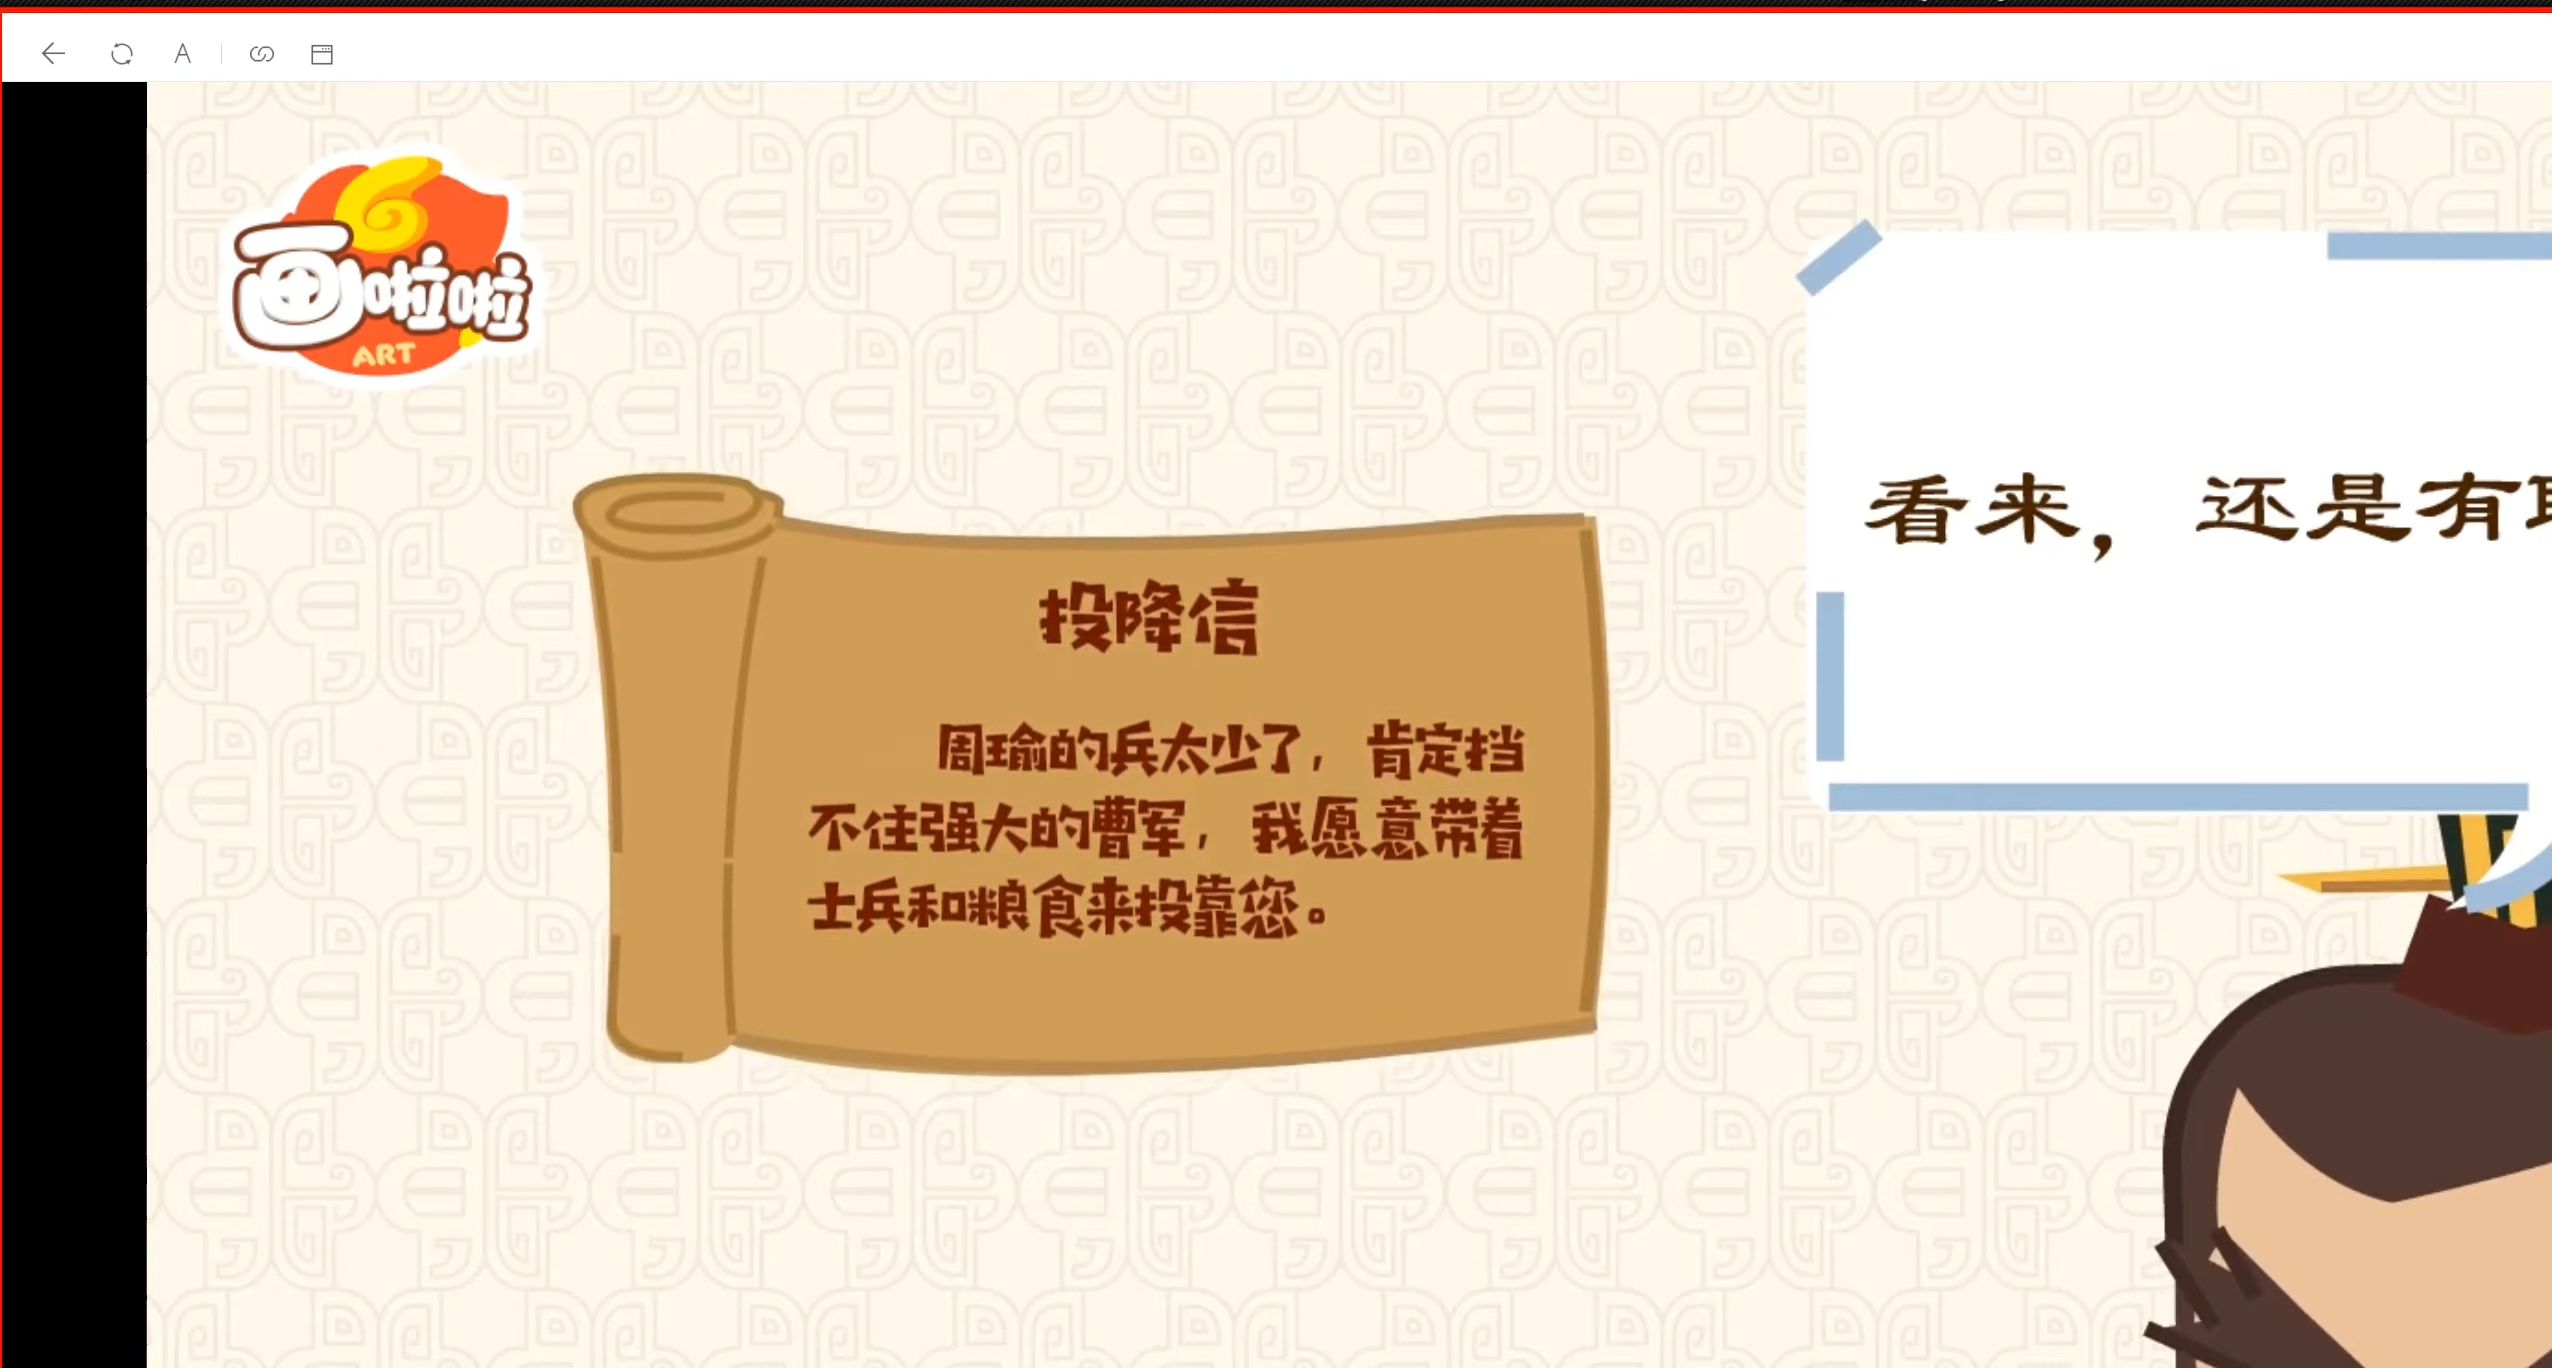 A
画啦啦
ART
投降信
周瑜的兵太少了，肯定挡
不住强大的曹军，我愿意带着
士兵和粮食来投靠您。
看来，还是有